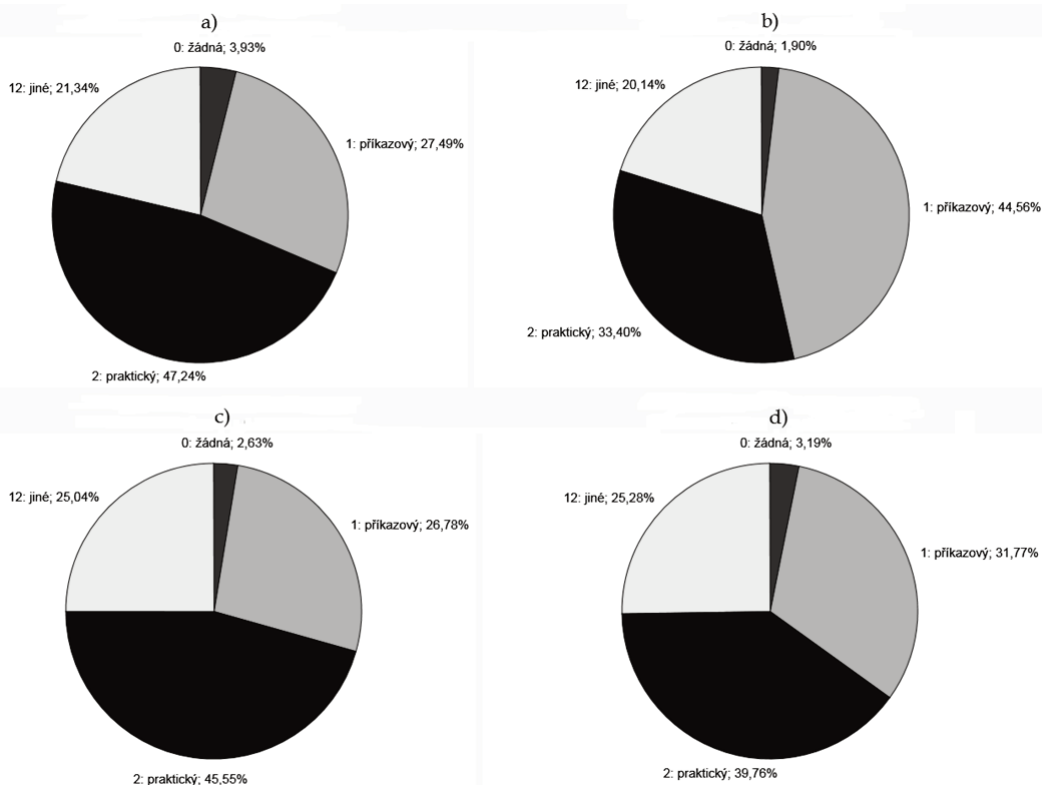 a)
0: žádná; 3,93%
12: jiné; 21,34%
1: příkazový; 27,49%
2: praktický; 47,24%
b)
0: žádná; 1,90%
12: jiné; 20,14%
1: příkazový; 44,56%
2: praktický; 33,40%
c)
0: žádná; 2,63%
12: jiné; 25,04%
1: příkazový; 26,78%
2: praktický; 45,55%
d)
0: žádná; 3,19%
12: jiné; 25,28%
1: příkazový; 31,77%
2: praktický; 39,76%